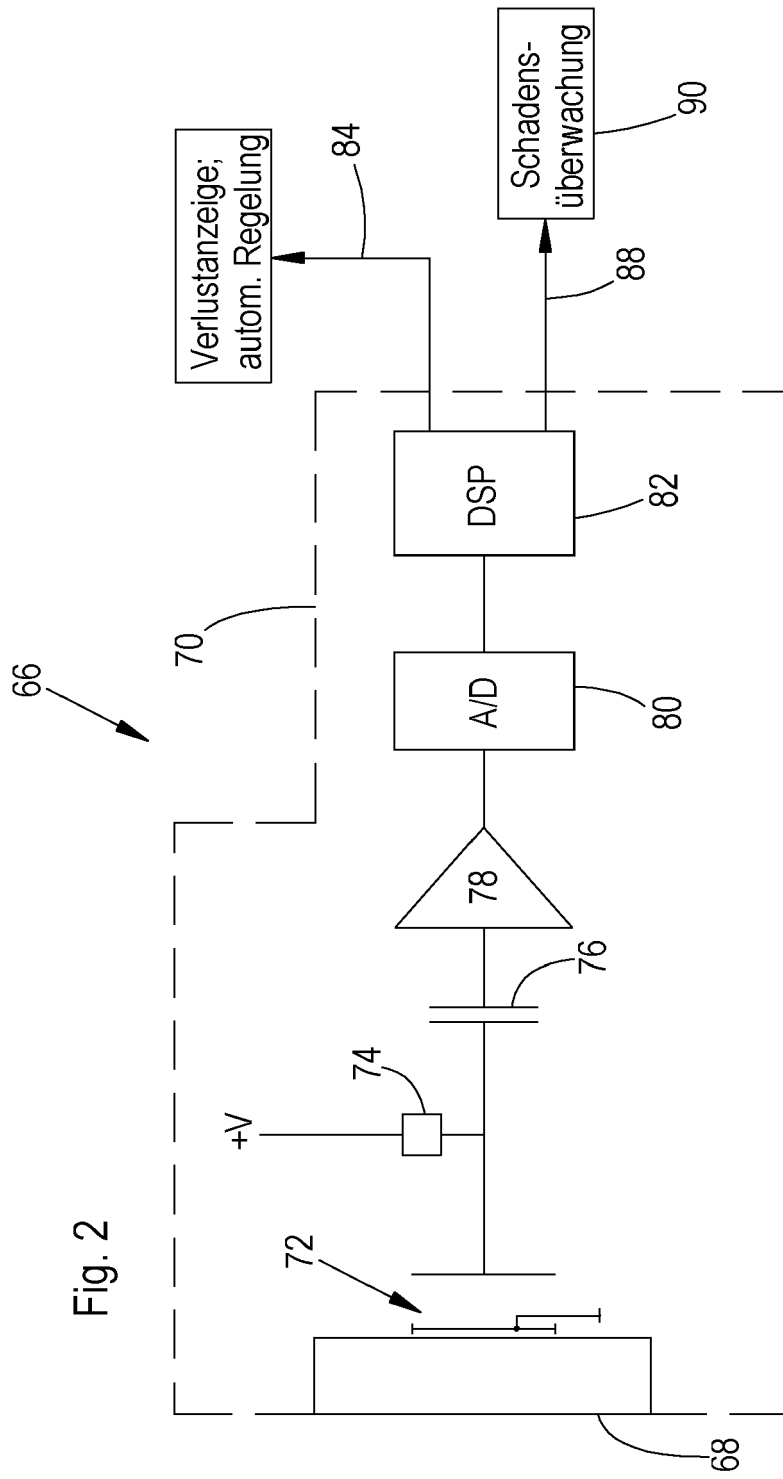 Fig. 2
66
70
72
74
+V
76
78
A/D
80
DSP
82
84
Verlustanzeige;
autom. Regelung
88
Schadens-
überwachung
90
68